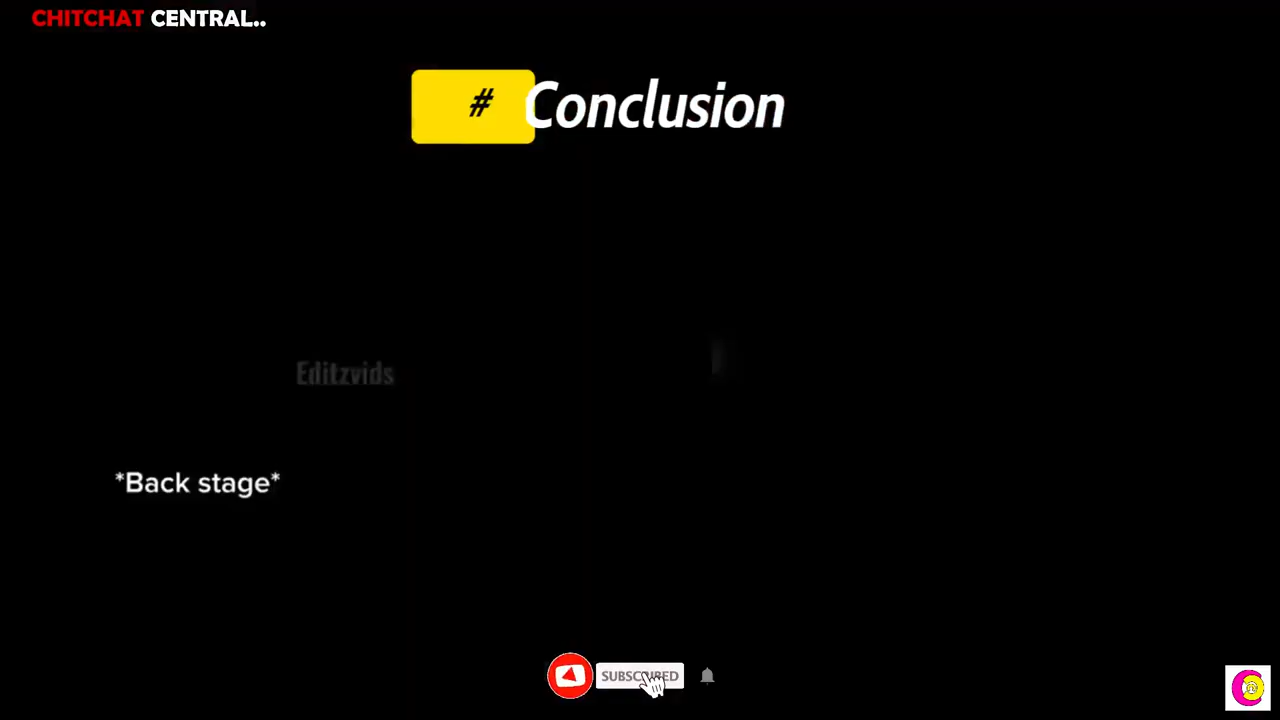 CHITCHAT CENTRAL..
# Conclusion
Editzvids
*Back stage*
SUBSCRIBED